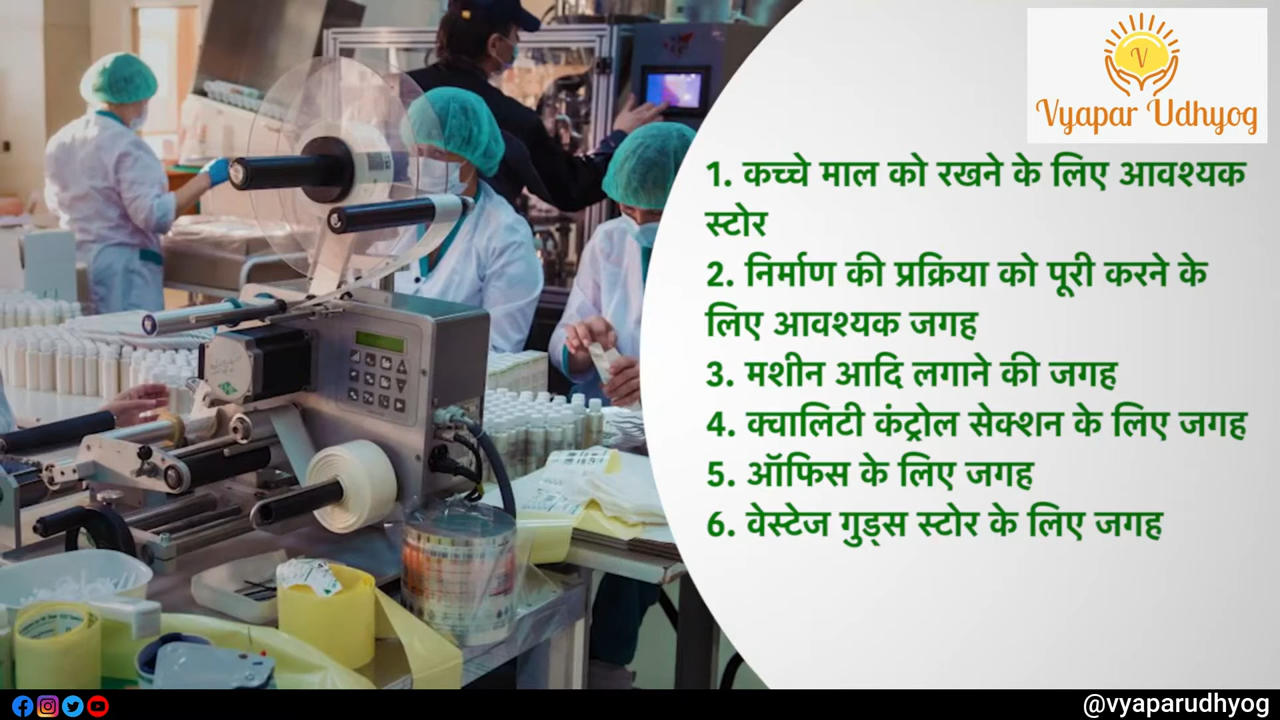 V
Vyapar Udhyog
1. कच्चे माल को रखने के लिए आवश्यक
स्टोर
2. निर्माण की प्रक्रिया को पूरी करने के
लिए आवश्यक जगह
3. मशीन आदि लगाने की जगह
4. क्वालिटी कंट्रोल सेक्शन के लिए जगह
5. ऑफिस के लिए जगह
6. वेस्टेज गुड्स स्टोर के लिए जगह
@vyaparudhyog